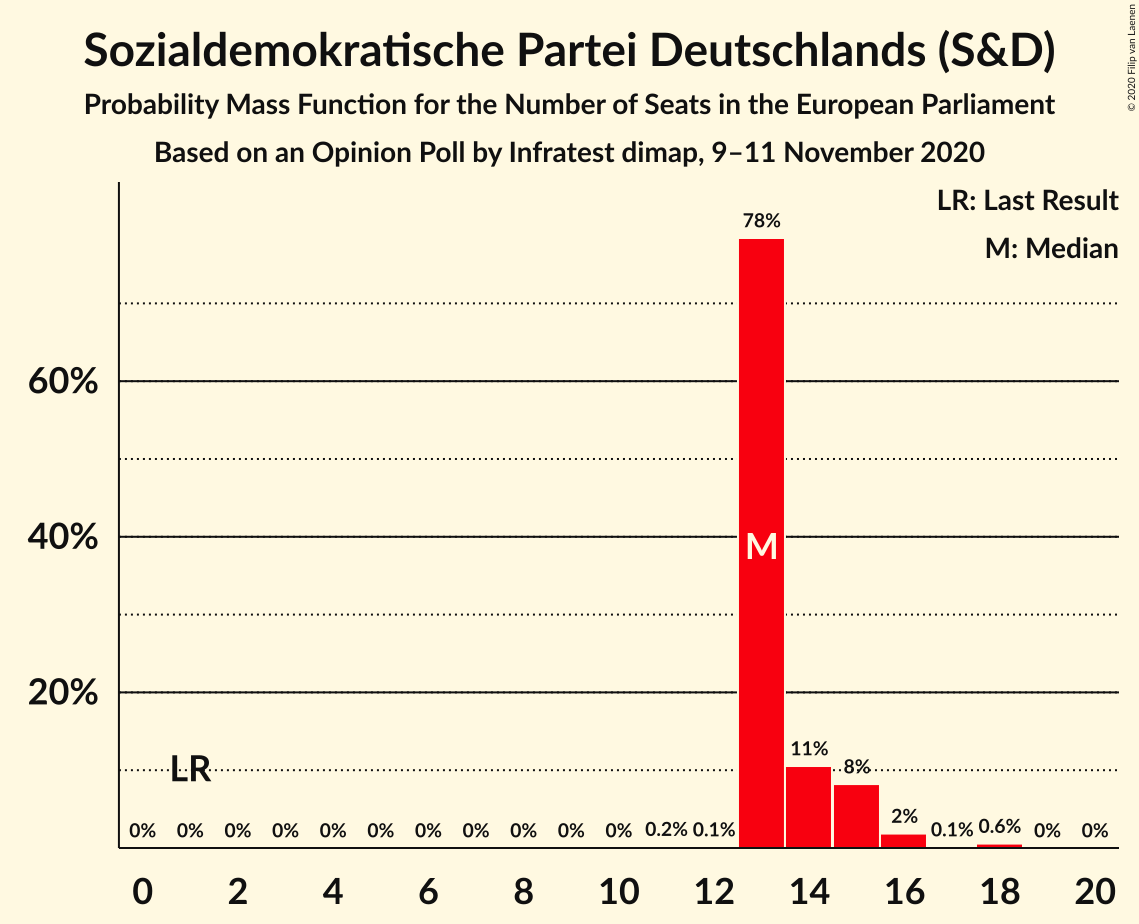 Sozialdemokratische Partei Deutschlands (S&D)
Probability Mass Function for the Number of Seats in the European Parliament
Based on an Opinion Poll by Infratest dimap, 9–11 November 2020
© 2020 Filip van Laenen
LR: Last Result
M: Median
78%
60%
40%
M
20%
11%
LR
8%
0% 0% 0% 0% 0% 0% 0% 0% 0% 0% 0% 0.2% 0.1% 2% 0.1% 0.6% 0% 0%
0 2 4 6 8 10 12 14 16 18 20